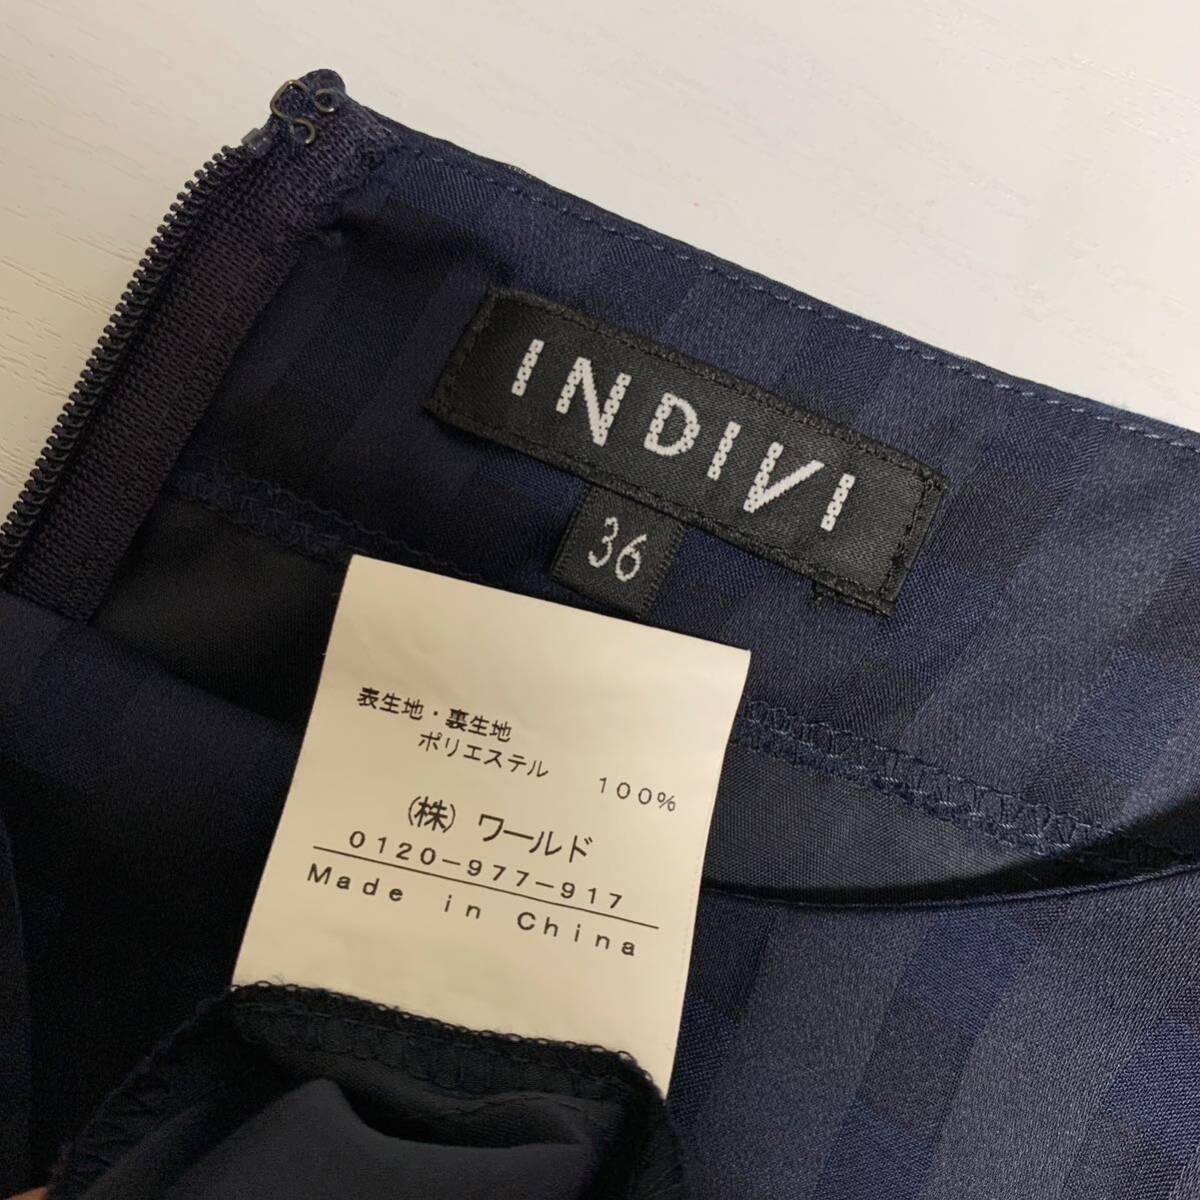 INDIVI
36
表生地・裏生地
ポリエステル 100%
(株) ワールド
0120-977-917
Made in China